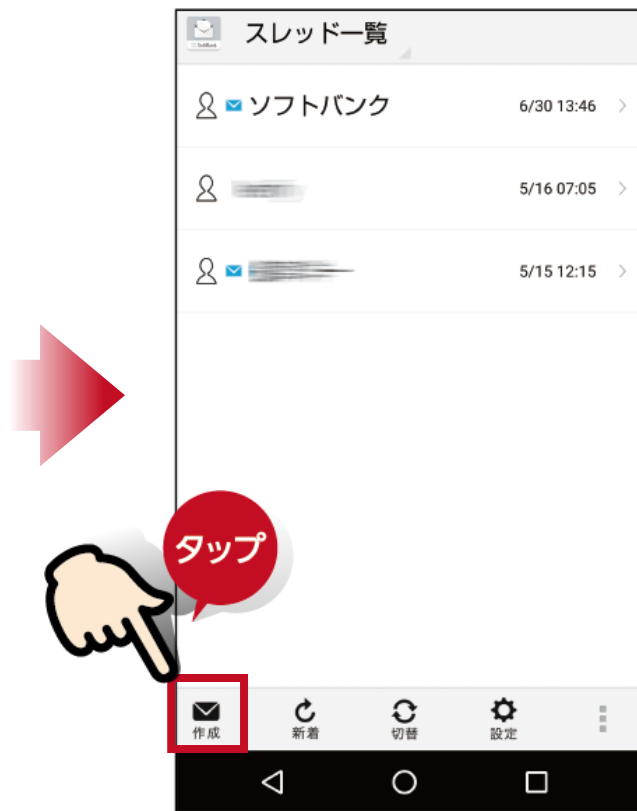 スレッド一覧
ソフトバンク 6/30 13:46
5/16 07:05
5/15 12:15
タップ
作成 新着 切替 設定